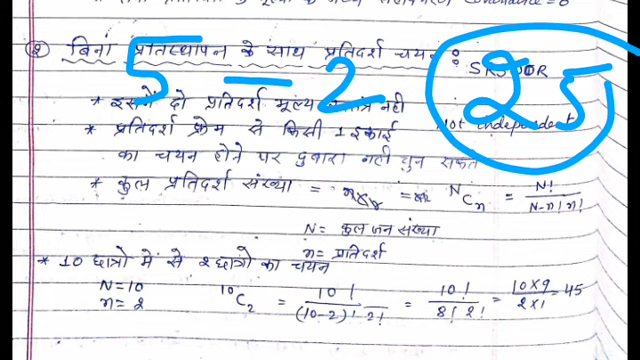 ② बिना प्रतिस्थापन के साथ प्रतिदर्श चयन : SRSWOR
5 — 2
25
* इसमें दो प्रतिदर्श मूल्य नहीं not independent
* प्रतिदर्श फ्रेम से किसी 1 इकाई
का चयन होने पर दुबारा नहीं चुन सकते
* कुल प्रतिदर्श संख्या = = ᴺCₙ = N! / N-n! n!
N = कुल जन संख्या
n = प्रतिदर्श
* 10 छात्रो में से 2 छात्रों का चयन
N=10 ¹⁰C₂ = 10! / (10-2)! 2! = 10! / 8! 2! = 10×9 / 2×1 = 45
n= 2